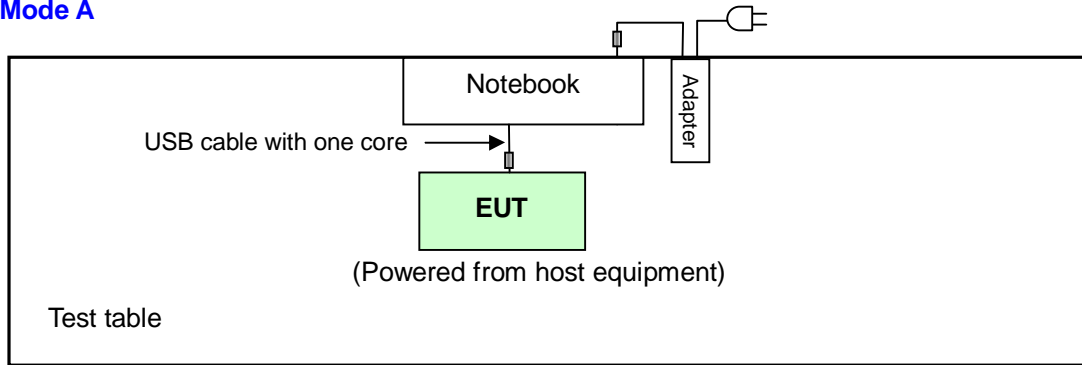 Mode A
Notebook
Adapter
USB cable with one core
EUT
(Powered from host equipment)
Test table